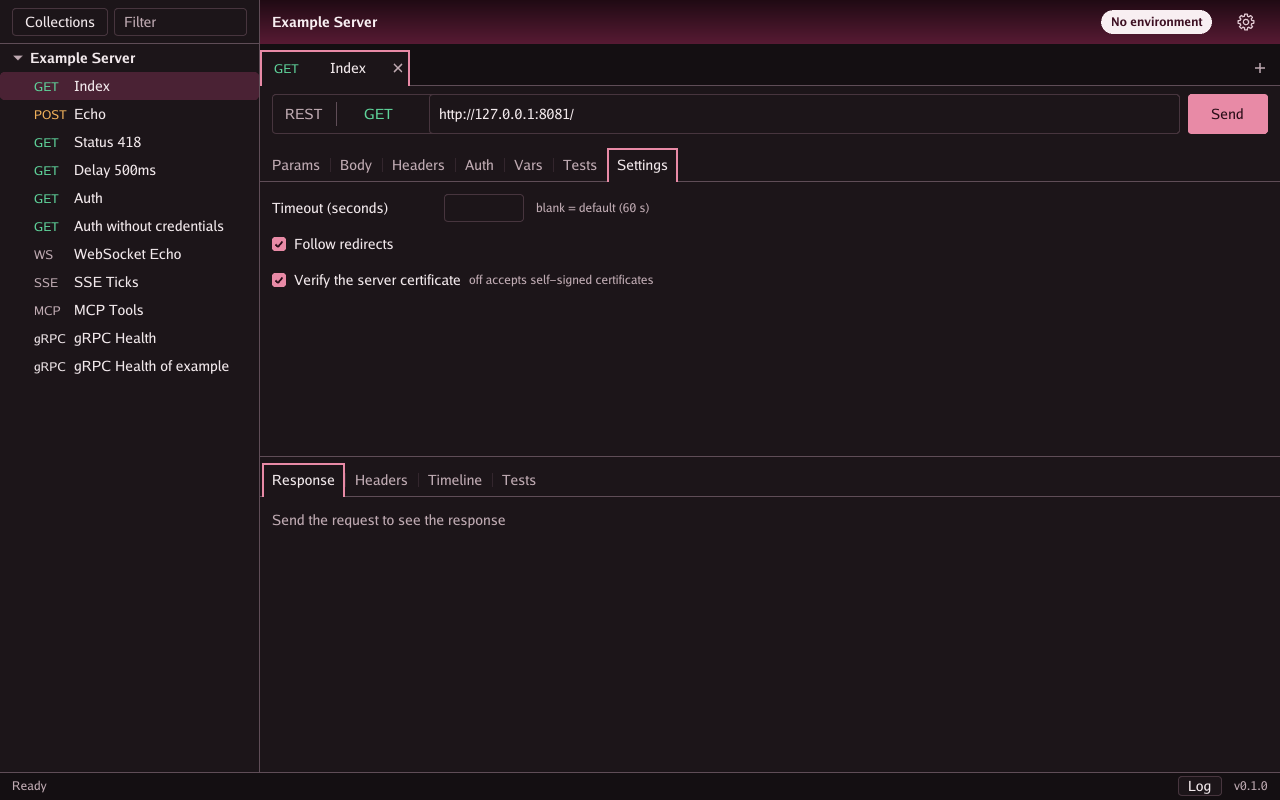 Collections
Filter
Example Server
No environment
Example Server
GET Index
POST Echo
GET Status 418
GET Delay 500ms
GET Auth
GET Auth without credentials
WS WebSocket Echo
SSE SSE Ticks
MCP MCP Tools
gRPC gRPC Health
gRPC gRPC Health of example
GET Index
REST GET http://127.0.0.1:8081/ Send
Params Body Headers Auth Vars Tests Settings
Timeout (seconds) blank = default (60 s)
Follow redirects
Verify the server certificate off accepts self-signed certificates
Response Headers Timeline Tests
Send the request to see the response
Ready
Log v0.1.0